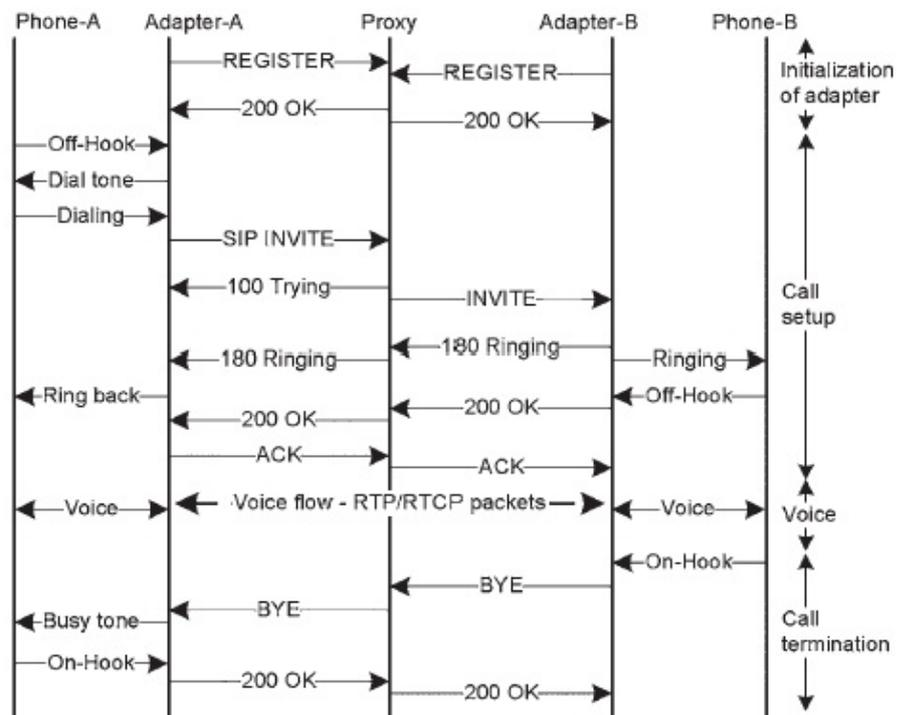 Phone-A Adapter-A Proxy Adapter-B Phone-B
REGISTER
REGISTER
Initialization
of adapter
200 OK
200 OK
Off-Hook
Dial tone
Dialing
SIP INVITE
100 Trying
INVITE
Call
setup
180 Ringing
180 Ringing
Ringing
Ring back
Off-Hook
200 OK
200 OK
ACK
ACK
Voice
Voice flow - RTP/RTCP packets
Voice
Voice
On-Hook
BYE
BYE
Busy tone
Call
termination
On-Hook
200 OK
200 OK